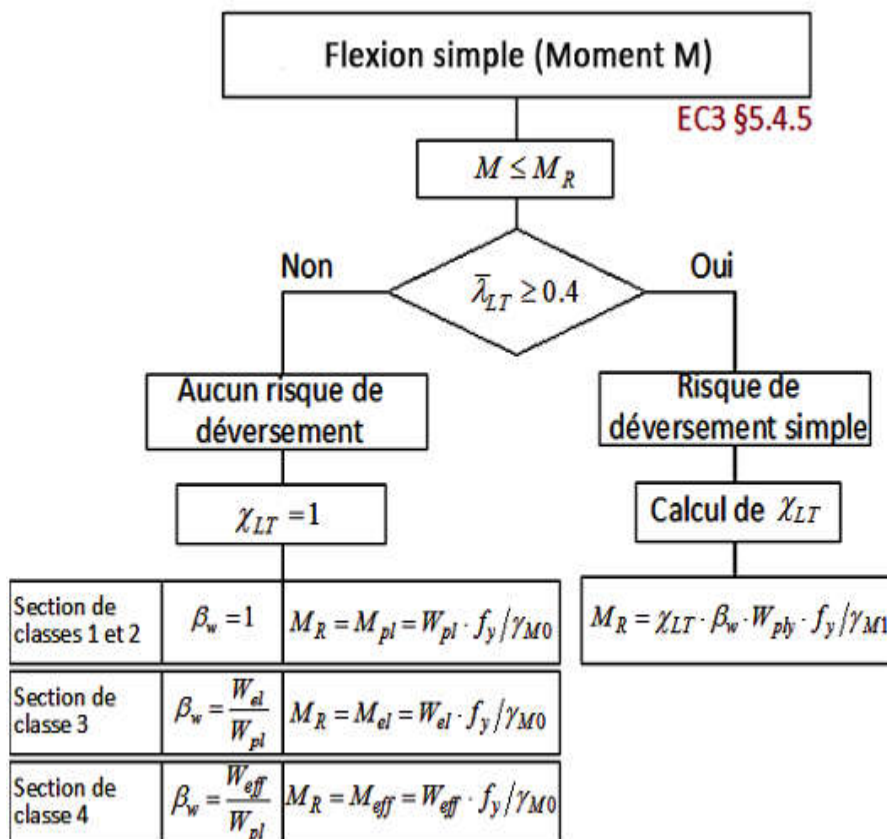 Flexion simple (Moment M)
EC3 §5.4.5
M ≤ M_R
Non
Oui
λ̄_LT ≥ 0.4
Aucun risque de
déversement
Risque de
déversement simple
χ_LT = 1
Calcul de χ_LT
Section de
classes 1 et 2
β_w = 1
M_R = M_pl = W_pl · f_y/γ_M0
M_R = χ_LT · β_w · W_ply · f_y/γ_M1
Section de
classe 3
β_w = W_el/W_pl
M_R = M_el = W_el · f_y/γ_M0
Section de
classe 4
β_w = W_eff/W_pl
M_R = M_eff = W_eff · f_y/γ_M0